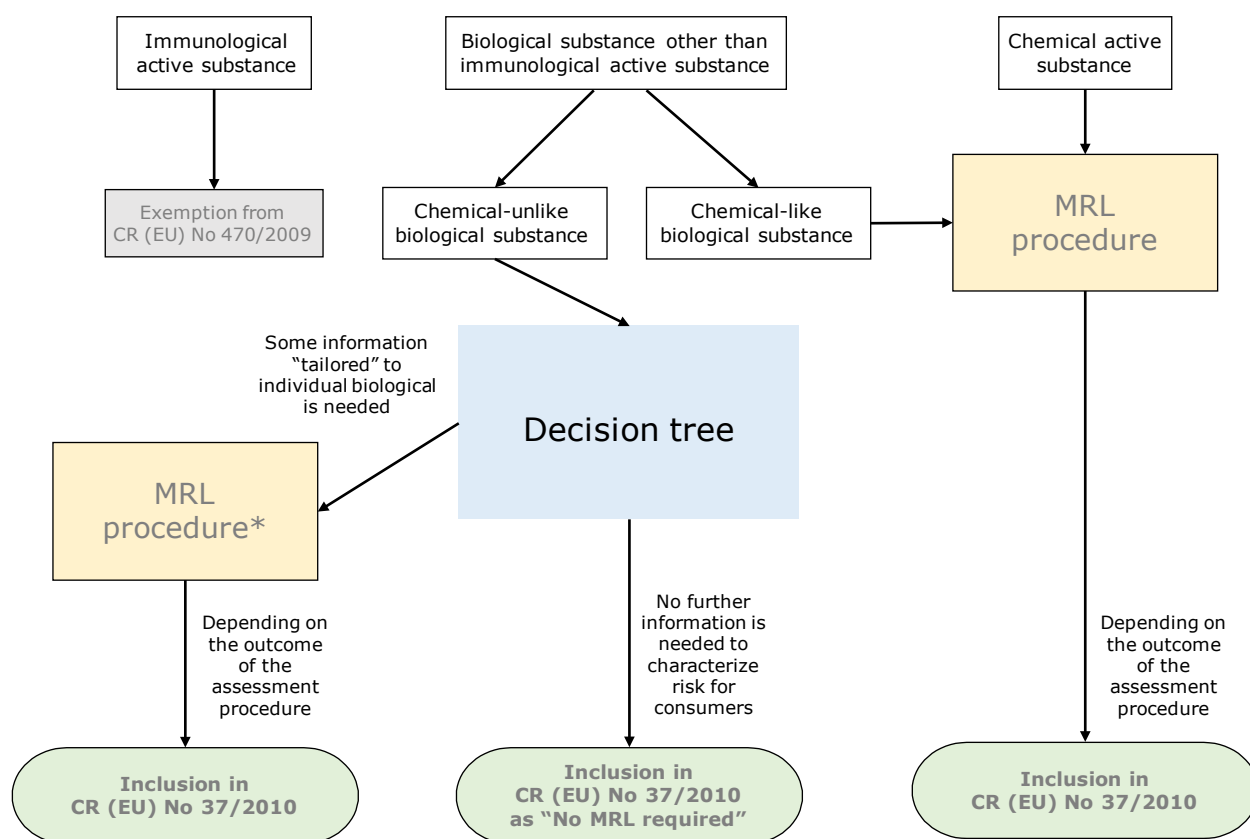 Immunological
active substance
Biological substance other than
immunological active substance
Chemical active
substance
Exemption from
CR (EU) No 470/2009
Chemical-unlike
biological substance
Chemical-like
biological substance
MRL
procedure
Some information
“tailored” to
individual biological
is needed
Decision tree
MRL
procedure*
Depending on
the outcome
of the
assessment
procedure
No further
information is
needed to
characterize
risk for
consumers
Depending on
the outcome
of the
assessment
procedure
Inclusion in
CR (EU) No 37/2010
Inclusion in
CR (EU) No 37/2010
as “No MRL required”
Inclusion in
CR (EU) No 37/2010